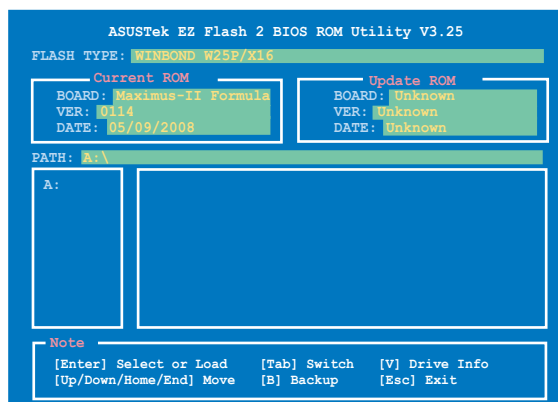 ASUSTek EZ Flash 2 BIOS ROM Utility V3.25
FLASH TYPE: WINBOND W25P/X16
Current ROM
BOARD: Maximus-II Formula
VER: 0114
DATE: 05/09/2008
Update ROM
BOARD: Unknown
VER: Unknown
DATE: Unknown
PATH: A:\
A:
Note
[Enter] Select or Load [Tab] Switch [V] Drive Info
[Up/Down/Home/End] Move [B] Backup [Esc] Exit